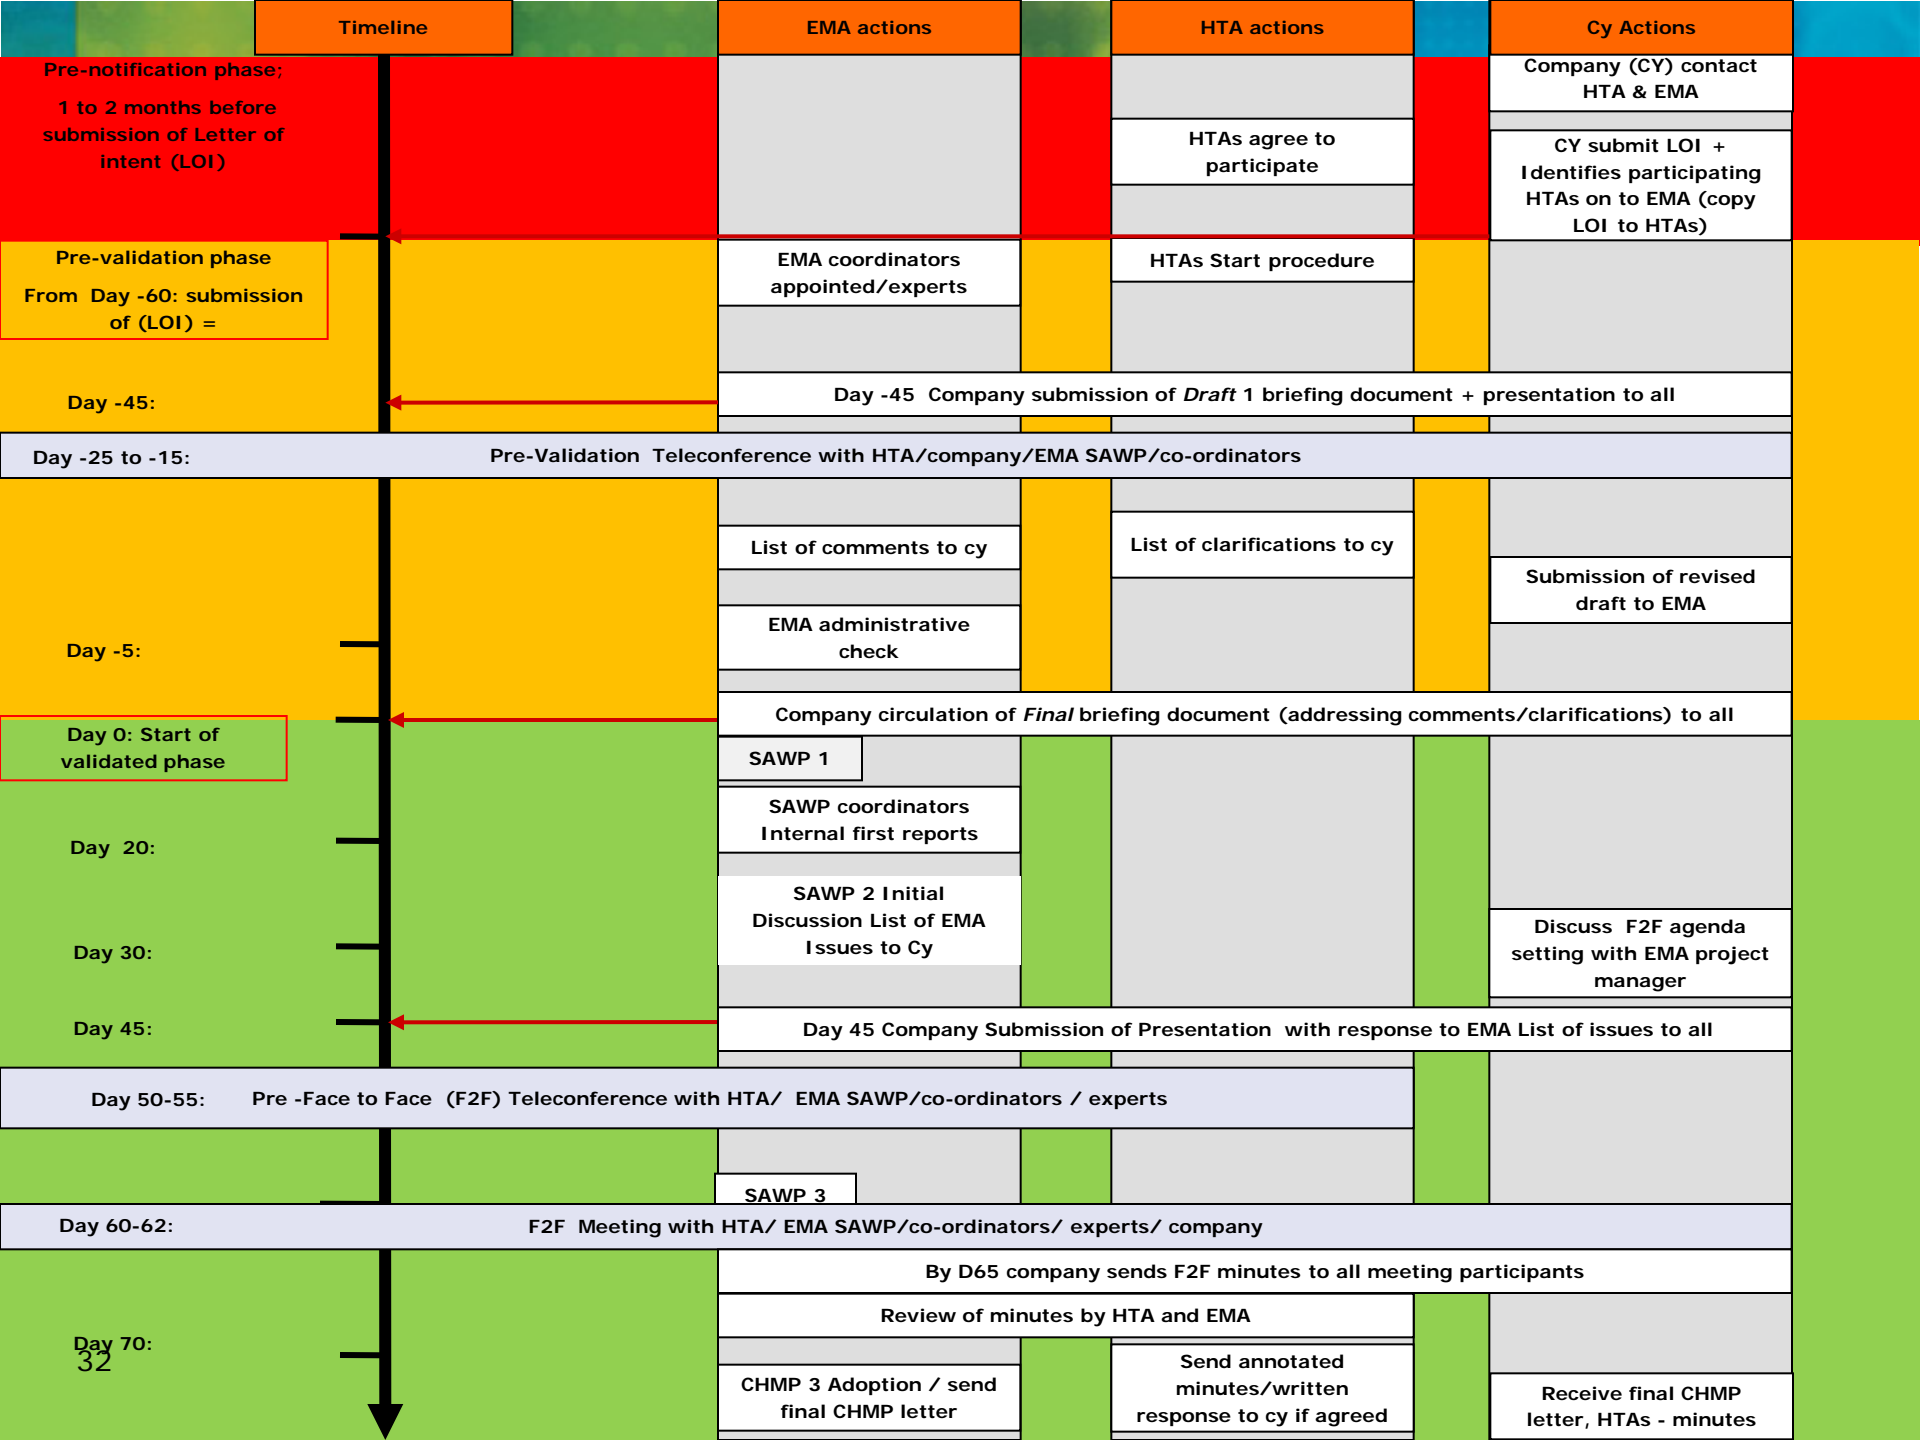 Timeline
EMA actions
HTA actions
Cy Actions
Pre-notification phase;
1 to 2 months before
submission of Letter of
intent (LOI)
Company (CY) contact
HTA & EMA
HTAs agree to
participate
CY submit LOI +
Identifies participating
HTAs on to EMA (copy
LOI to HTAs)
Pre-validation phase
From Day -60: submission
of (LOI) =
EMA coordinators
appointed/experts
HTAs Start procedure
Day -45:
Day -45 Company submission of Draft 1 briefing document + presentation to all
Day -25 to -15:
Pre-Validation Teleconference with HTA/company/EMA SAWP/co-ordinators
List of comments to cy
List of clarifications to cy
Submission of revised
draft to EMA
EMA administrative
check
Day -5:
Company circulation of Final briefing document (addressing comments/clarifications) to all
Day 0: Start of
validated phase
SAWP 1
SAWP coordinators
Internal first reports
Day 20:
SAWP 2 Initial
Discussion List of EMA
Issues to Cy
Day 30:
Discuss F2F agenda
setting with EMA project
manager
Day 45:
Day 45 Company Submission of Presentation with response to EMA List of issues to all
Day 50-55:
Pre -Face to Face (F2F) Teleconference with HTA/ EMA SAWP/co-ordinators / experts
SAWP 3
Day 60-62:
F2F Meeting with HTA/ EMA SAWP/co-ordinators/ experts/ company
By D65 company sends F2F minutes to all meeting participants
Review of minutes by HTA and EMA
Day 70:
32
CHMP 3 Adoption / send
final CHMP letter
Send annotated
minutes/written
response to cy if agreed
Receive final CHMP
letter, HTAs - minutes